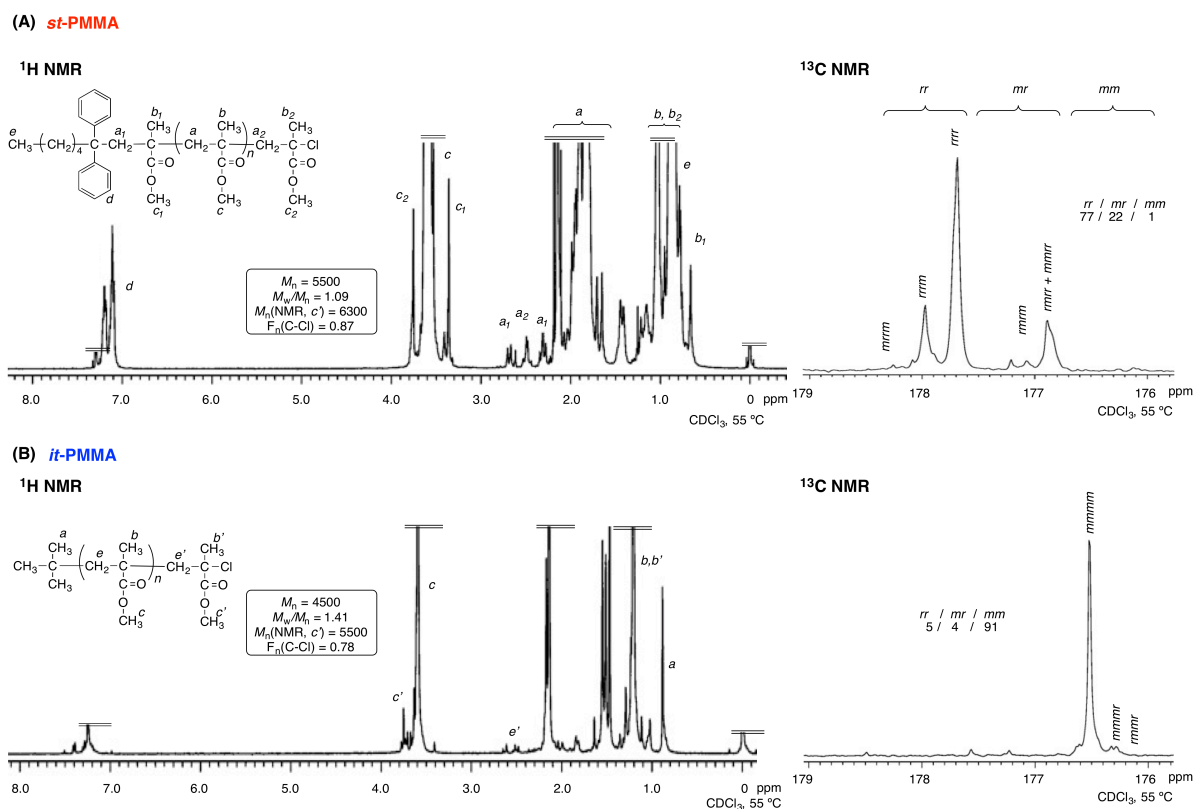 (A) st-PMMA
¹H NMR
¹³C NMR
e
CH₃
(CH₂)₄
C
a₁
CH₂
b₁
CH₃
C
C=O
O
CH₃
c₁
a
CH₂
b
CH₃
C
n
C=O
O
CH₃
c
a₂
CH₂
b₂
CH₃
C
Cl
C=O
O
CH₃
c₂
d
Mn = 5500
Mw/Mn = 1.09
Mn(NMR, c') = 6300
Fn(C-Cl) = 0.87
d
c₂
c
c₁
a₁
a₂
a₁
a
b, b₂
e
b₁
8.0 7.0 6.0 5.0 4.0 3.0 2.0 1.0 0 ppm
CDCl₃, 55 ºC
rr mr mm
mrrm
rrrm
rrrr
rmrm
rmrr + mmrr
rr / mr / mm
77 / 22 / 1
179 178 177 176 ppm
CDCl₃, 55 ºC
(B) it-PMMA
¹H NMR
¹³C NMR
a
CH₃
CH₃
C
CH₃
e
CH₂
b
CH₃
C
n
C=O
O
CH₃
c
e'
CH₂
b'
CH₃
C
Cl
C=O
O
CH₃
c'
Mn = 4500
Mw/Mn = 1.41
Mn(NMR, c') = 5500
Fn(C-Cl) = 0.78
c'
c
e'
b,b'
a
8.0 7.0 6.0 5.0 4.0 3.0 2.0 1.0 0 ppm
CDCl₃, 55 ºC
rr / mr / mm
5 / 4 / 91
mmmm
mmmr
rmmr
179 178 177 176 ppm
CDCl₃, 55 ºC